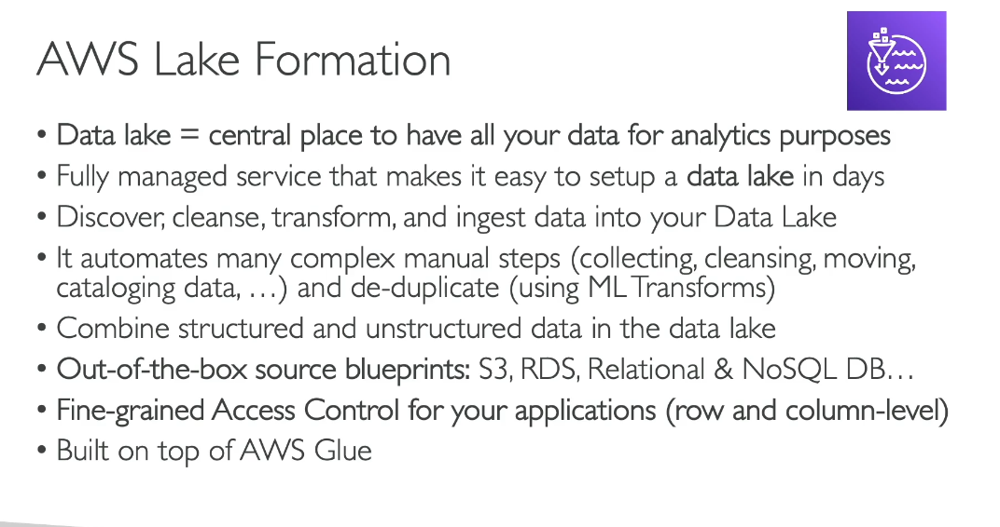 AWS Lake Formation
• Data lake = central place to have all your data for analytics purposes
• Fully managed service that makes it easy to setup a data lake in days
• Discover, cleanse, transform, and ingest data into your Data Lake
• It automates many complex manual steps (collecting, cleansing, moving,
cataloging data, …) and de-duplicate (using ML Transforms)
• Combine structured and unstructured data in the data lake
• Out-of-the-box source blueprints: S3, RDS, Relational & NoSQL DB…
• Fine-grained Access Control for your applications (row and column-level)
• Built on top of AWS Glue